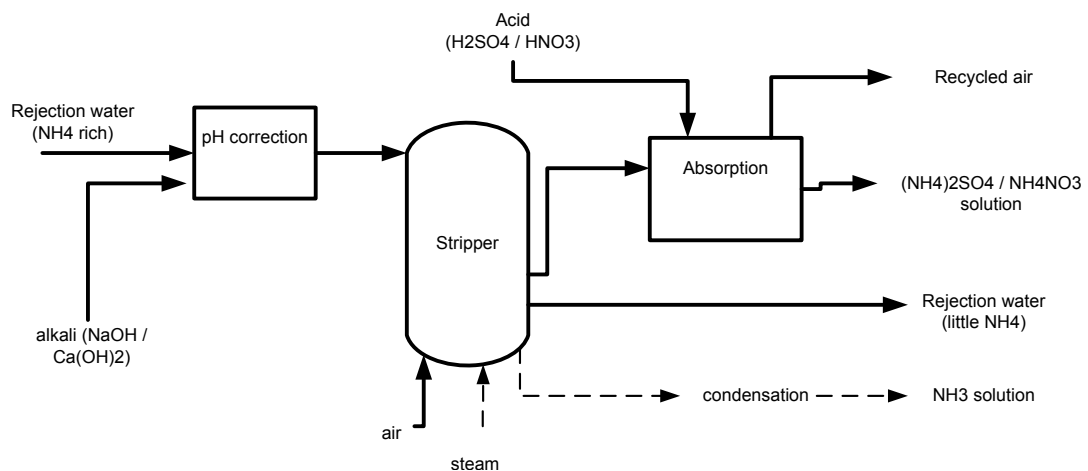 Acid
(H2SO4 / HNO3)
Recycled air
Rejection water
(NH4 rich)
pH correction
Absorption
(NH4)2SO4 / NH4NO3
solution
Stripper
Rejection water
(little NH4)
alkali (NaOH /
Ca(OH)2)
condensation
NH3 solution
air
steam